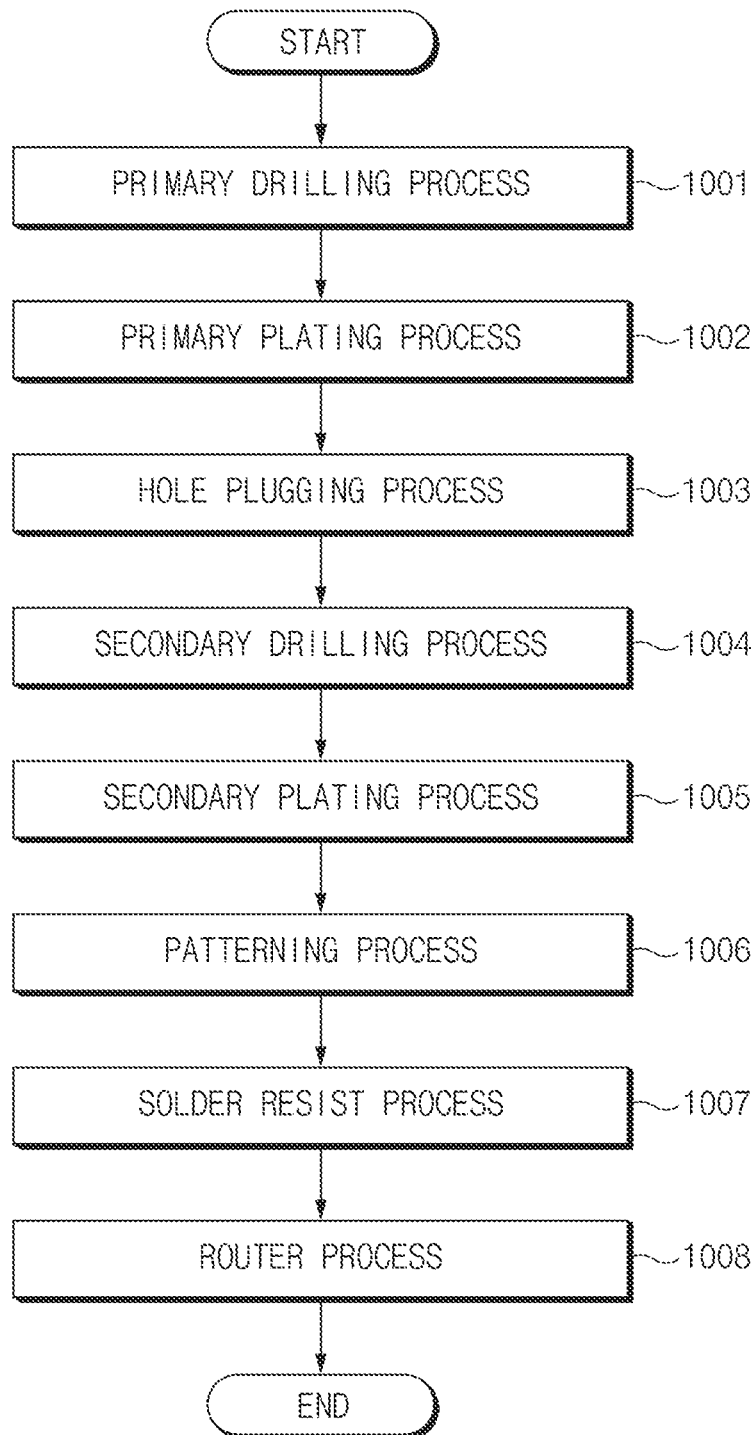 START
PRIMARY DRILLING PROCESS 1001
PRIMARY PLATING PROCESS 1002
HOLE PLUGGING PROCESS 1003
SECONDARY DRILLING PROCESS 1004
SECONDARY PLATING PROCESS 1005
PATTERNING PROCESS 1006
SOLDER RESIST PROCESS 1007
ROUTER PROCESS 1008
END